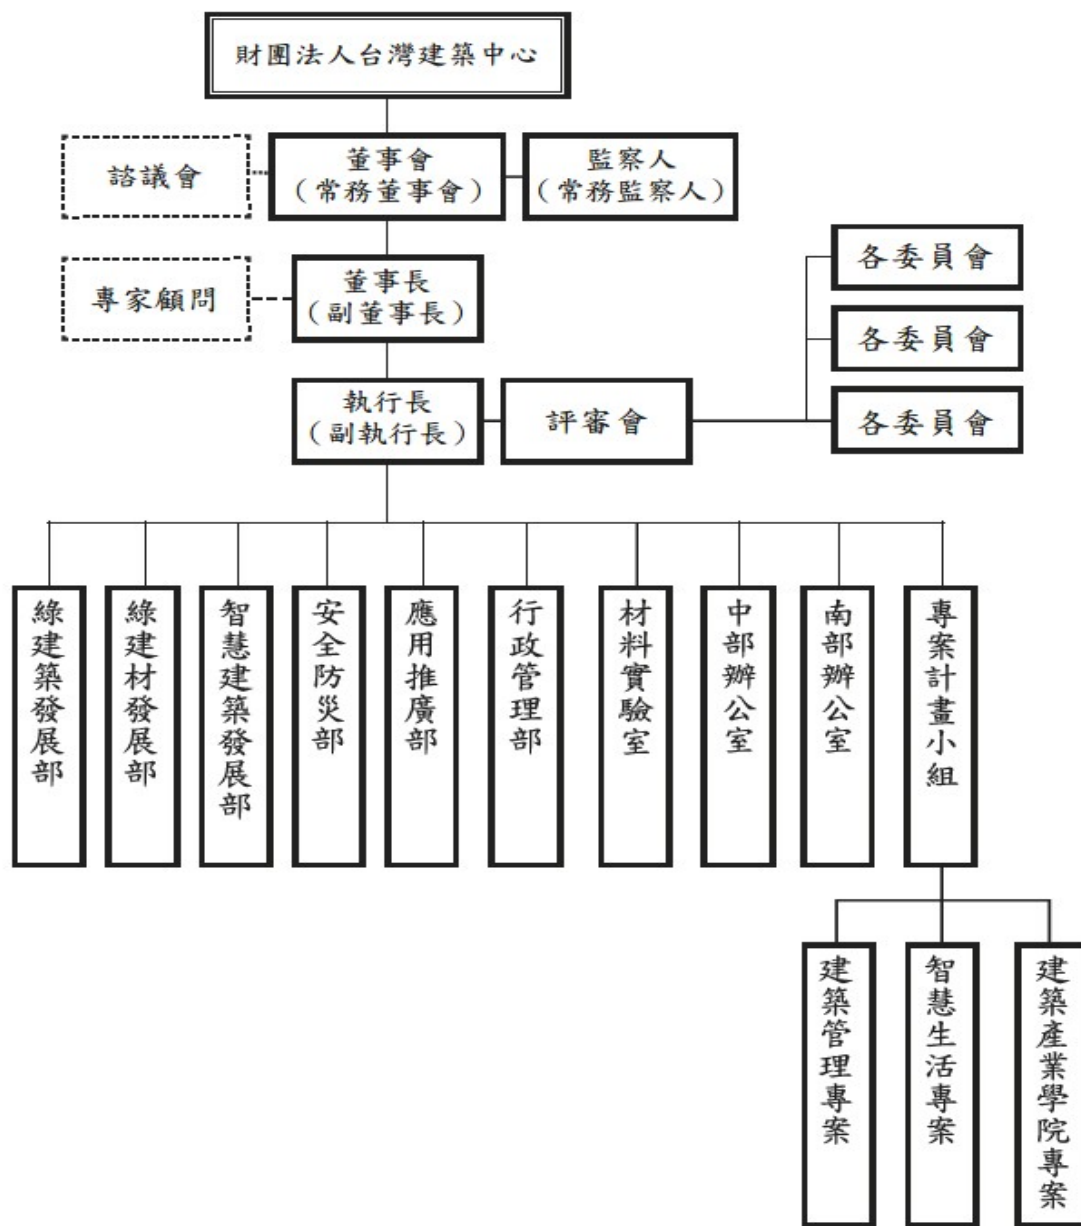 財團法人台灣建築中心
諮議會
董事會
（常務董事會）
監察人
（常務監察人）
專家顧問
董事長
（副董事長）
各委員會
各委員會
各委員會
執行長
（副執行長）
評審會
綠建築發展部
綠建材發展部
智慧建築發展部
安全防災部
應用推廣部
行政管理部
材料實驗室
中部辦公室
南部辦公室
專案計畫小組
建築管理專案
智慧生活專案
建築產業學院專案